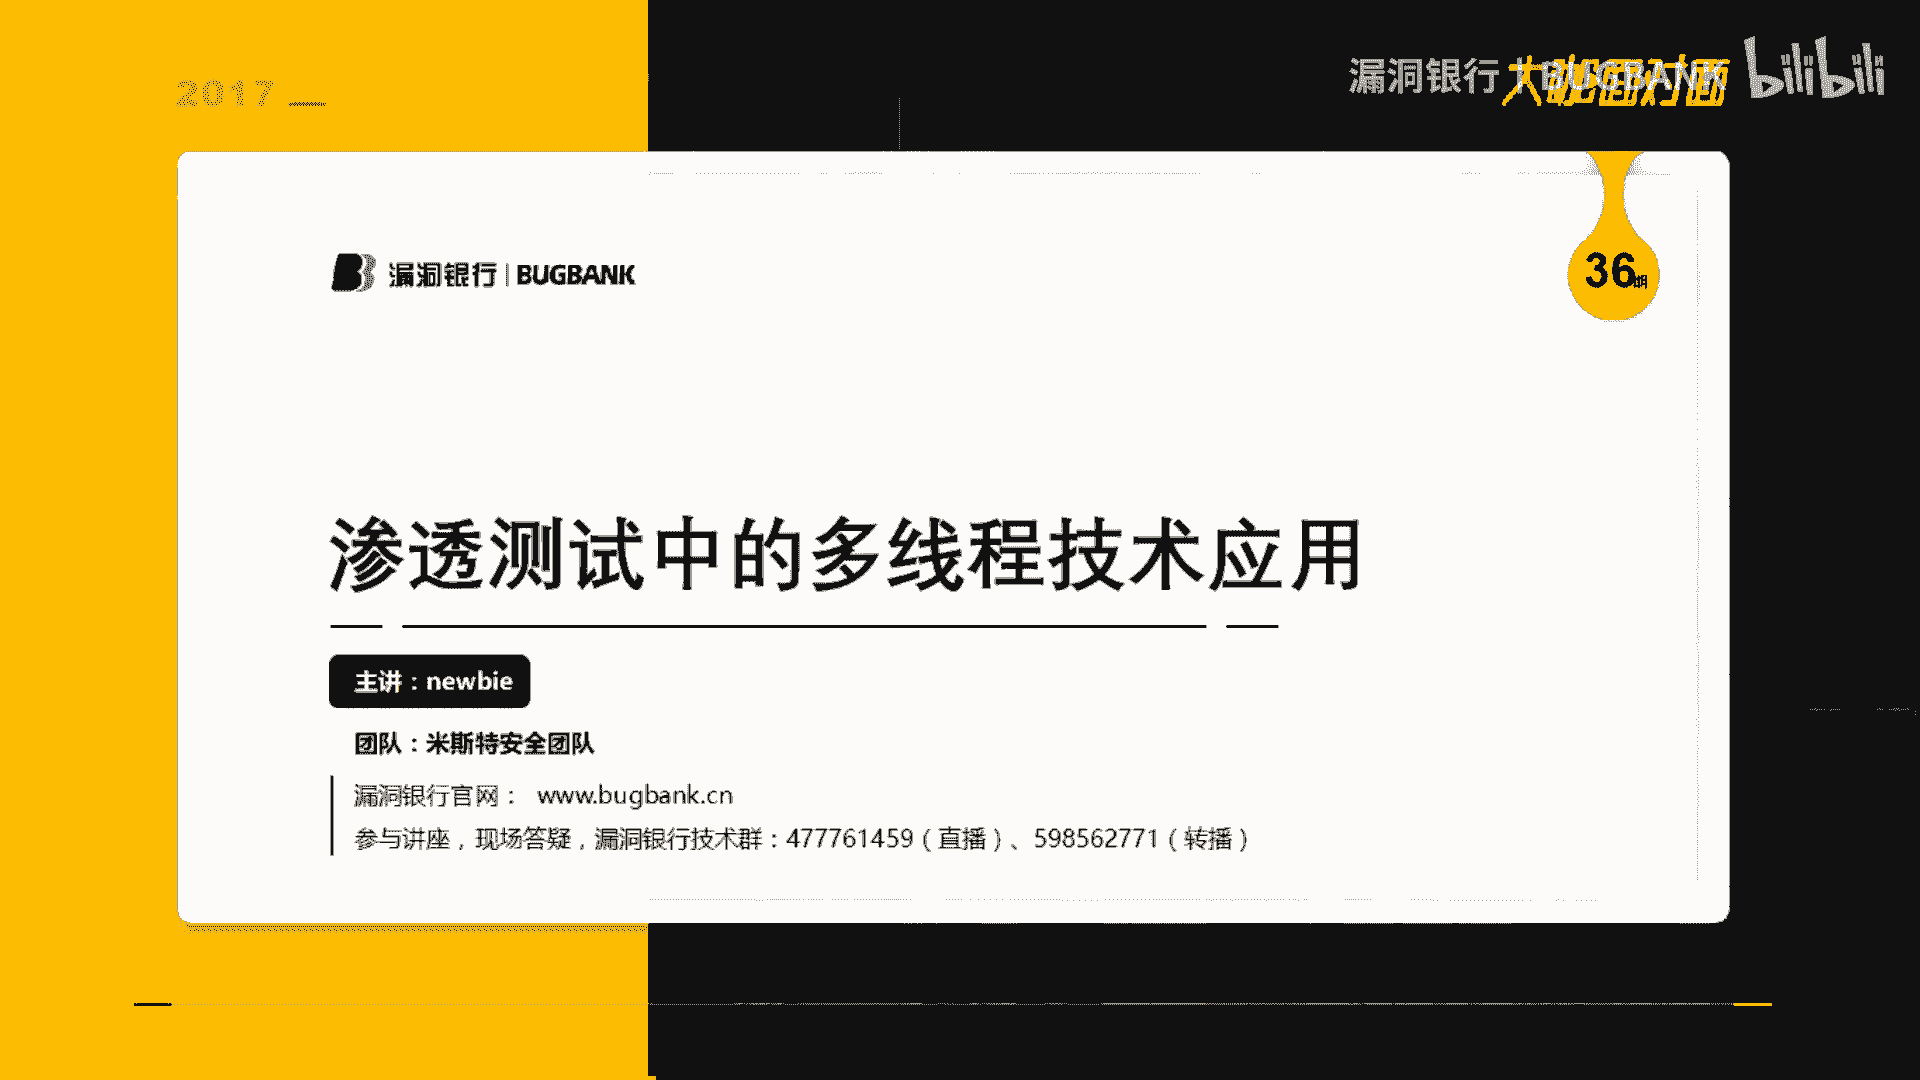 2017
漏洞银行 | BUGBANK
大咖面对面
bilibili
漏洞银行 | BUGBANK
36期
渗透测试中的多线程技术应用
主讲：newbie
团队：米斯特安全团队
漏洞银行官网： www.bugbank.cn
参与讲座，现场答疑，漏洞银行技术群：477761459（直播）、598562771（转播）